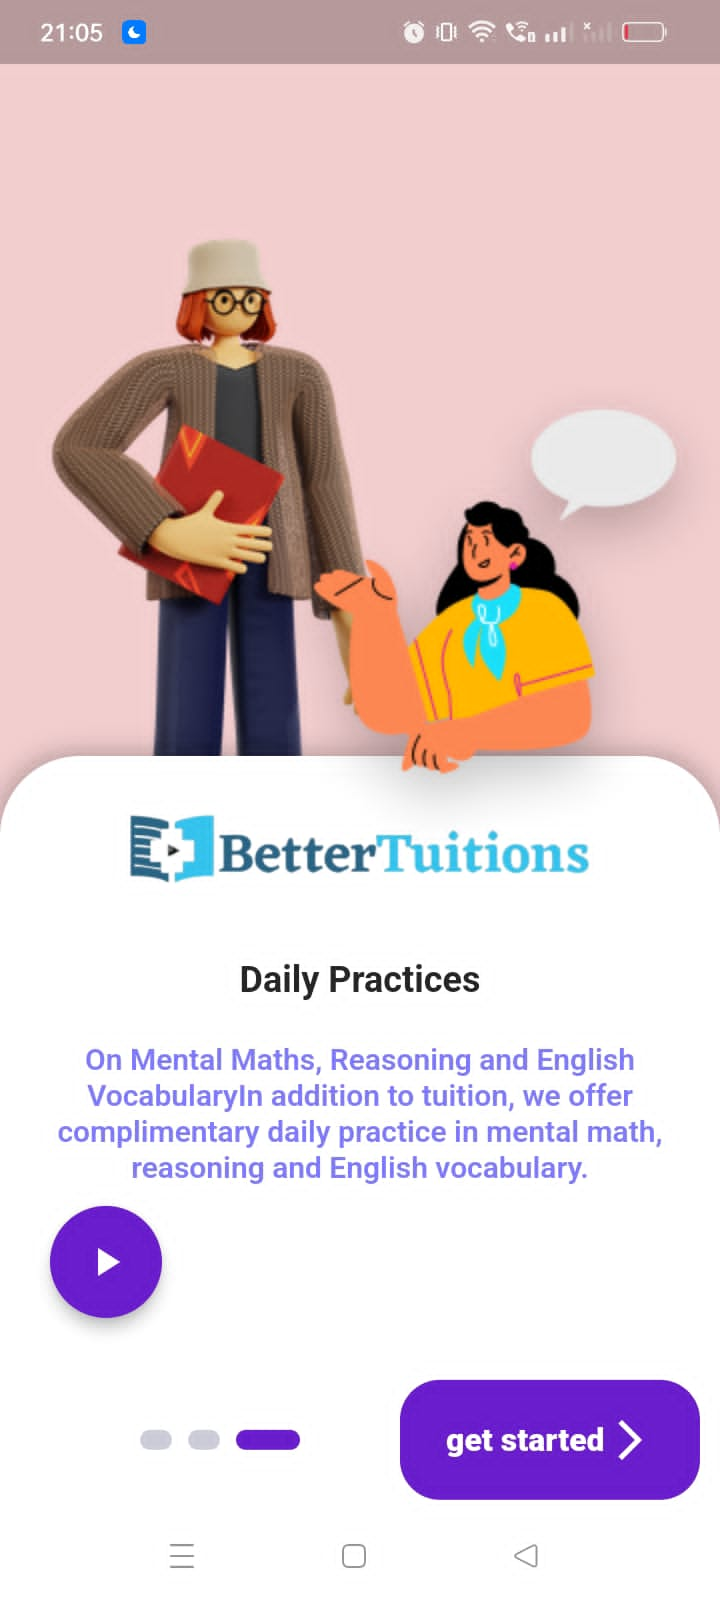 21:05
BetterTuitions
Daily Practices
On Mental Maths, Reasoning and English
VocabularyIn addition to tuition, we offer
complimentary daily practice in mental math,
reasoning and English vocabulary.
get started